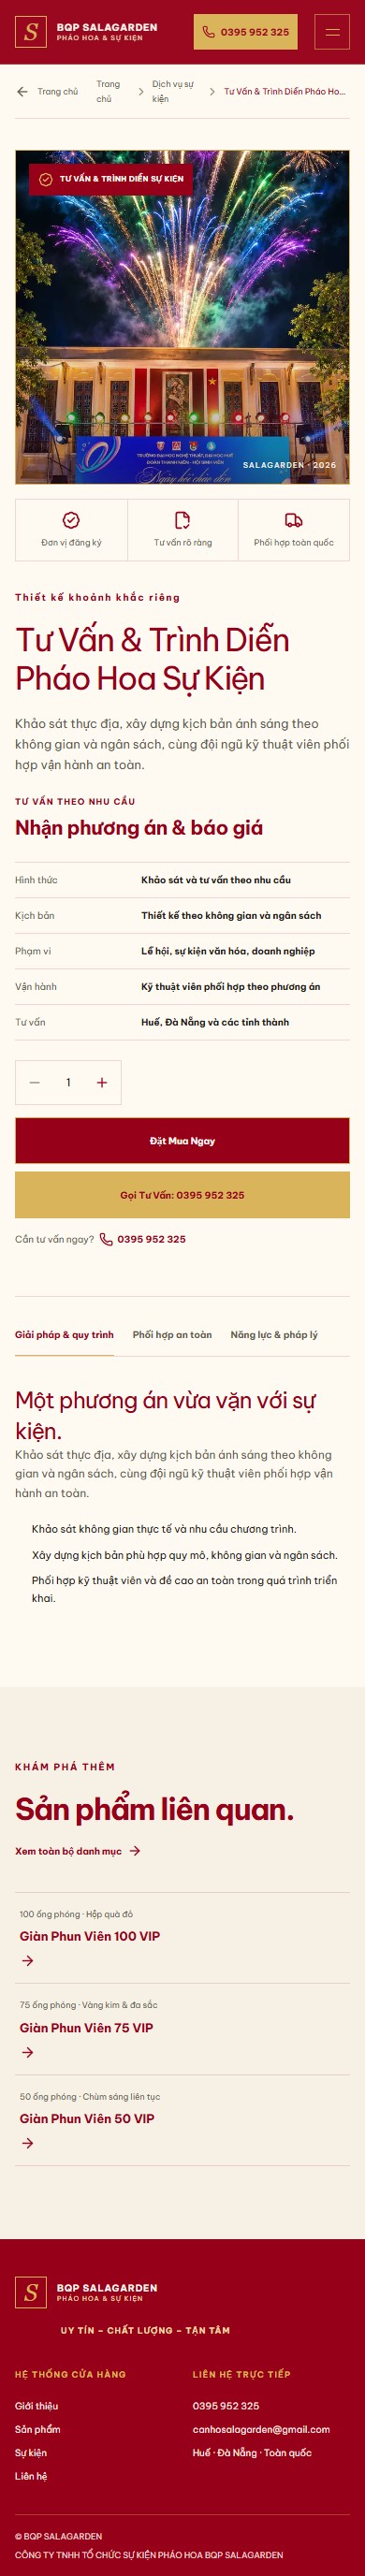 S
BQP SALAGARDEN
PHÁO HOA & SỰ KIỆN
0395 952 325
Trang chủ
Trang
chủ
Dịch vụ sự
kiện
Tư Vấn & Trình Diễn Pháo Ho...
TƯ VẤN & TRÌNH DIỄN SỰ KIỆN
TRƯỜNG ĐẠI HỌC NGHỆ THUẬT, ĐẠI HỌC HUẾ
ĐOÀN THANH NIÊN - HỘI SINH VIÊN
Ngày hội chào đón
SALAGARDEN · 2026
Đơn vị đăng ký
Tư vấn rõ ràng
Phối hợp toàn quốc
Thiết kế khoảnh khắc riêng
Tư Vấn & Trình Diễn
Pháo Hoa Sự Kiện
Khảo sát thực địa, xây dựng kịch bản ánh sáng theo
không gian và ngân sách, cùng đội ngũ kỹ thuật viên phối
hợp vận hành an toàn.
TƯ VẤN THEO NHU CẦU
Nhận phương án & báo giá
Hình thức
Khảo sát và tư vấn theo nhu cầu
Kịch bản
Thiết kế theo không gian và ngân sách
Phạm vi
Lễ hội, sự kiện văn hóa, doanh nghiệp
Vận hành
Kỹ thuật viên phối hợp theo phương án
Tư vấn
Huế, Đà Nẵng và các tỉnh thành
1
Đặt Mua Ngay
Gọi Tư Vấn: 0395 952 325
Cần tư vấn ngay? 0395 952 325
Giải pháp & quy trình
Phối hợp an toàn
Năng lực & pháp lý
Một phương án vừa vặn với sự
kiện.
Khảo sát thực địa, xây dựng kịch bản ánh sáng theo không
gian và ngân sách, cùng đội ngũ kỹ thuật viên phối hợp vận
hành an toàn.
Khảo sát không gian thực tế và nhu cầu chương trình.
Xây dựng kịch bản phù hợp quy mô, không gian và ngân sách.
Phối hợp kỹ thuật viên và đề cao an toàn trong quá trình triển
khai.
KHÁM PHÁ THÊM
Sản phẩm liên quan.
Xem toàn bộ danh mục
100 ống phóng · Hộp quà đỏ
Giàn Phun Viên 100 VIP
75 ống phóng · Vàng kim & đa sắc
Giàn Phun Viên 75 VIP
50 ống phóng · Chùm sáng liên tục
Giàn Phun Viên 50 VIP
S
BQP SALAGARDEN
PHÁO HOA & SỰ KIỆN
UY TÍN – CHẤT LƯỢNG – TẬN TÂM
HỆ THỐNG CỬA HÀNG
Giới thiệu
Sản phẩm
Sự kiện
Liên hệ
LIÊN HỆ TRỰC TIẾP
0395 952 325
canhosalagarden@gmail.com
Huế · Đà Nẵng · Toàn quốc
© BQP SALAGARDEN
CÔNG TY TNHH TỔ CHỨC SỰ KIỆN PHÁO HOA BQP SALAGARDEN